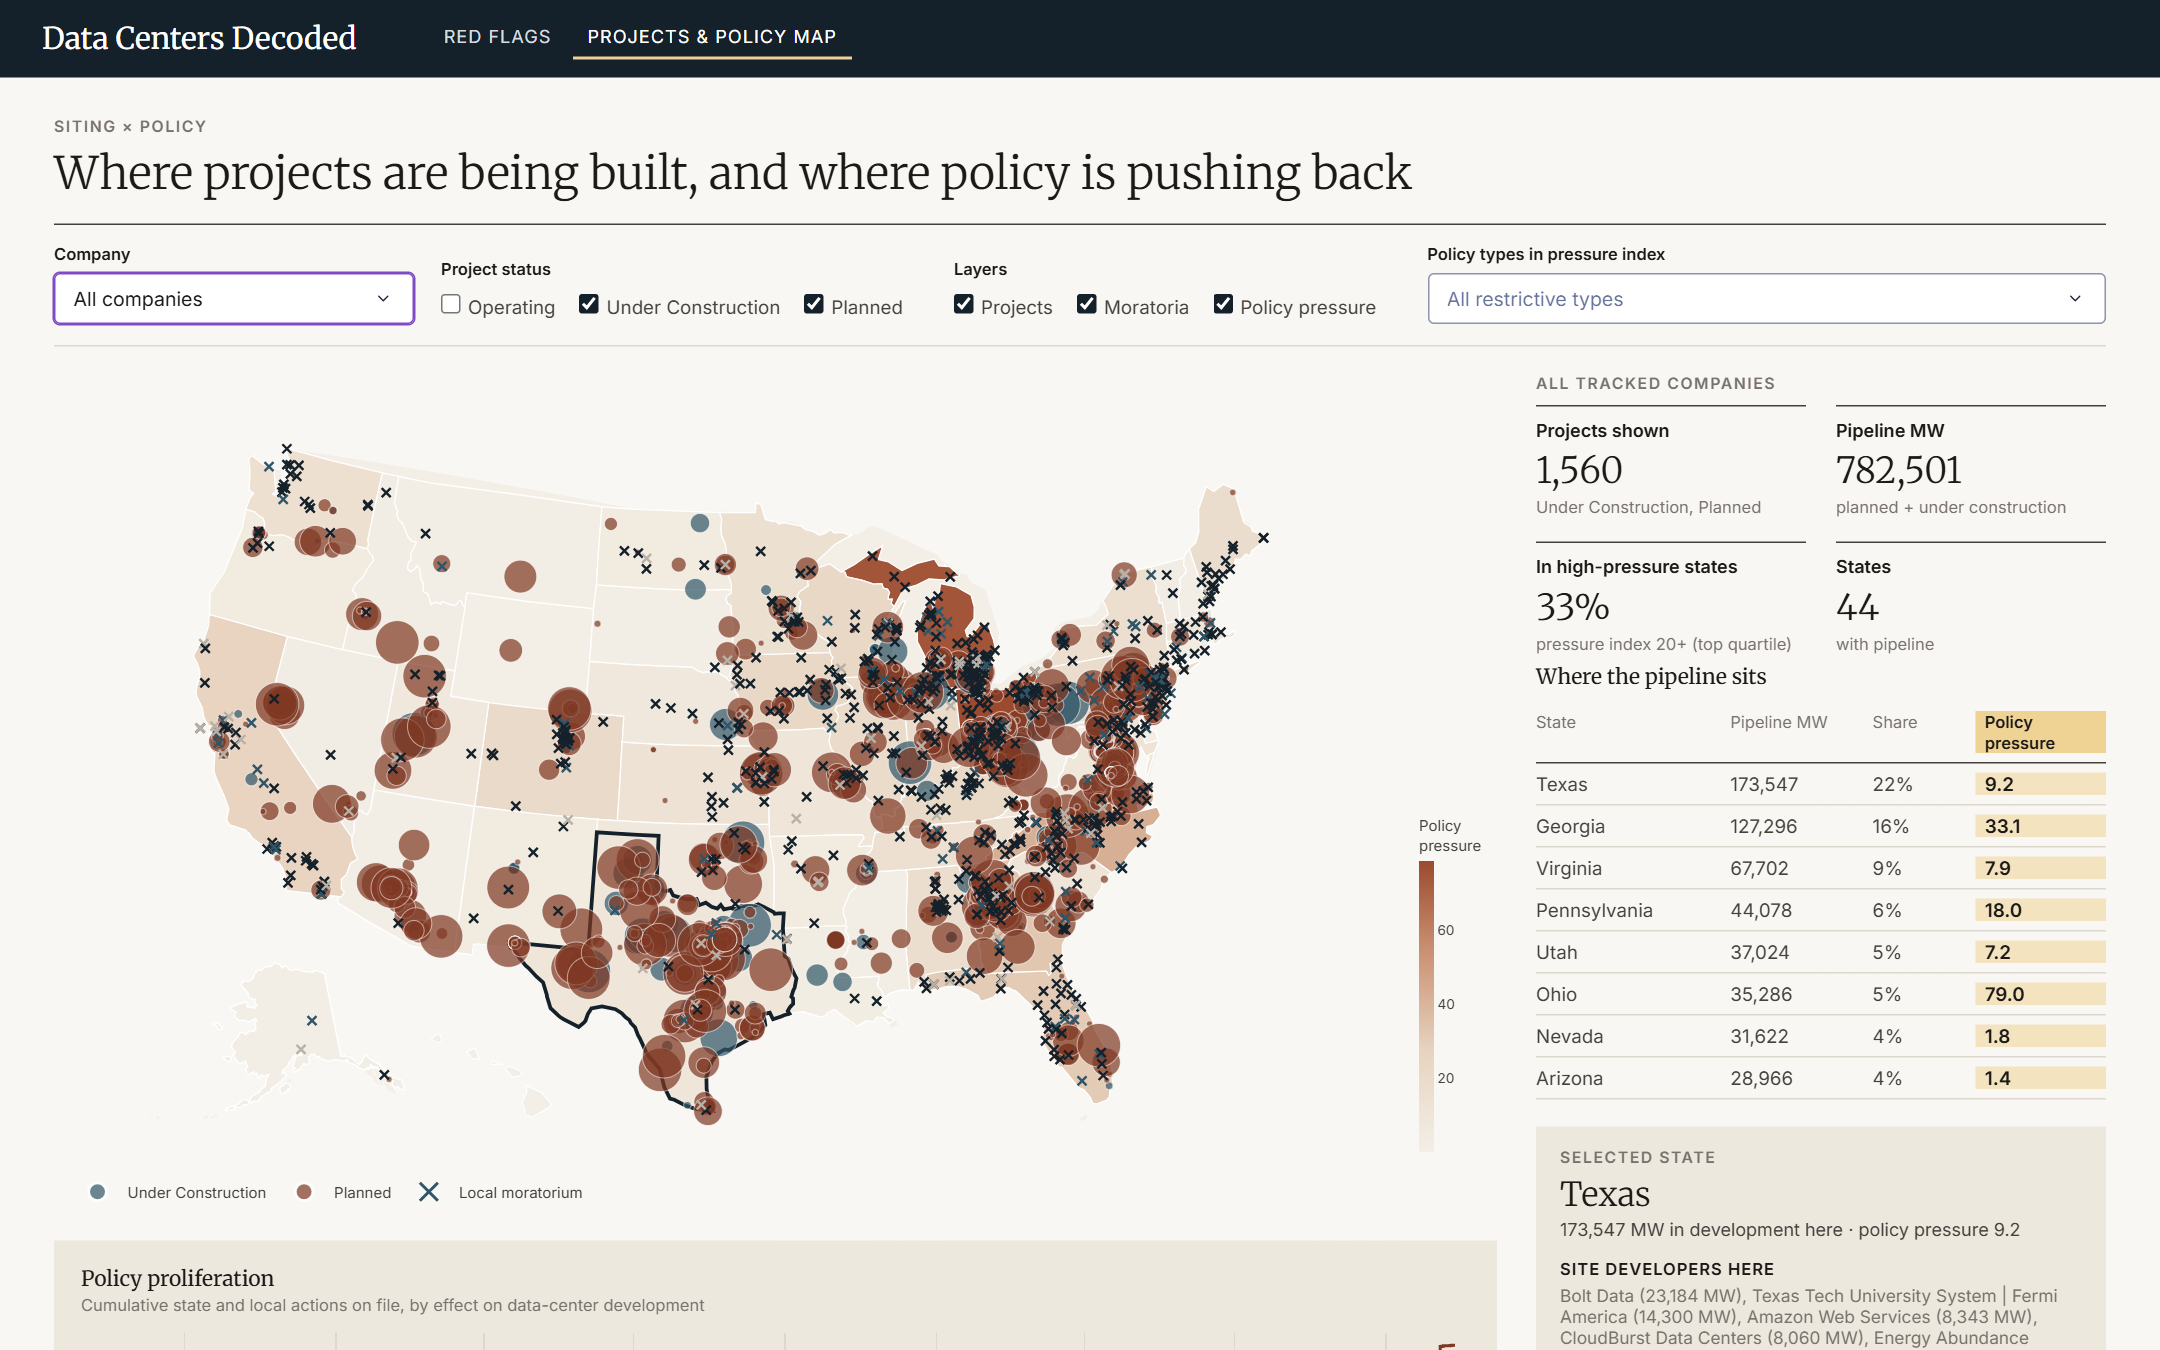 Data Centers Decoded
RED FLAGS
PROJECTS & POLICY MAP
SITING × POLICY
Where projects are being built, and where policy is pushing back
Company
All companies
Project status
Operating
Under Construction
Planned
Layers
Projects
Moratoria
Policy pressure
Policy types in pressure index
All restrictive types
Policy
pressure
60
40
20
Under Construction
Planned
Local moratorium
Policy proliferation
Cumulative state and local actions on file, by effect on data-center development
ALL TRACKED COMPANIES
Projects shown
1,560
Under Construction, Planned
Pipeline MW
782,501
planned + under construction
In high-pressure states
33%
pressure index 20+ (top quartile)
States
44
with pipeline
Where the pipeline sits
State Pipeline MW Share Policy pressure
Texas 173,547 22% 9.2
Georgia 127,296 16% 33.1
Virginia 67,702 9% 7.9
Pennsylvania 44,078 6% 18.0
Utah 37,024 5% 7.2
Ohio 35,286 5% 79.0
Nevada 31,622 4% 1.8
Arizona 28,966 4% 1.4
SELECTED STATE
Texas
173,547 MW in development here · policy pressure 9.2
SITE DEVELOPERS HERE
Bolt Data (23,184 MW), Texas Tech University System | Fermi
America (14,300 MW), Amazon Web Services (8,343 MW),
CloudBurst Data Centers (8,060 MW), Energy Abundance